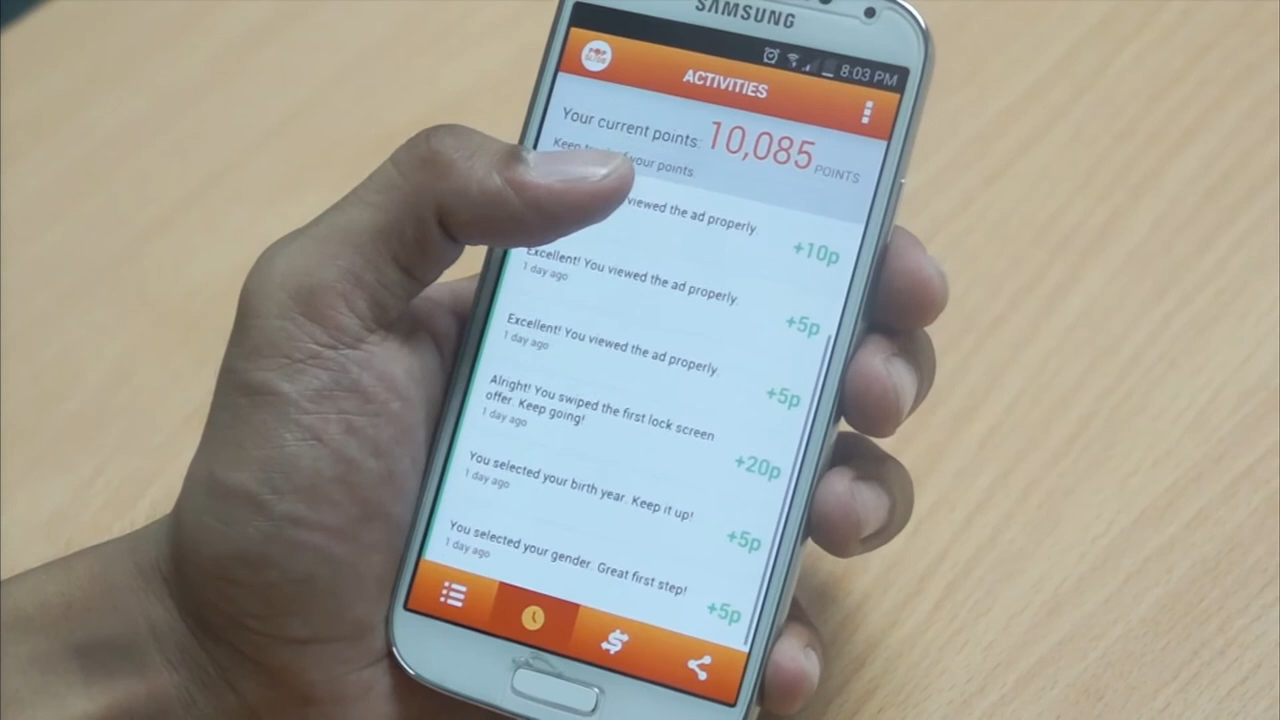 SAMSUNG
8:03 PM
POP
SLIDE
ACTIVITIES
Your current points: 10,085 POINTS
Keep your points.
viewed the ad properly
+10p
Excellent! You viewed the ad properly.
1 day ago
+5p
Excellent! You viewed the ad properly.
1 day ago
+5p
Alright! You swiped the first lock screen
offer. Keep going!
1 day ago
+20p
You selected your birth year. Keep it up!
1 day ago
+5p
You selected your gender. Great first step!
1 day ago
+5p